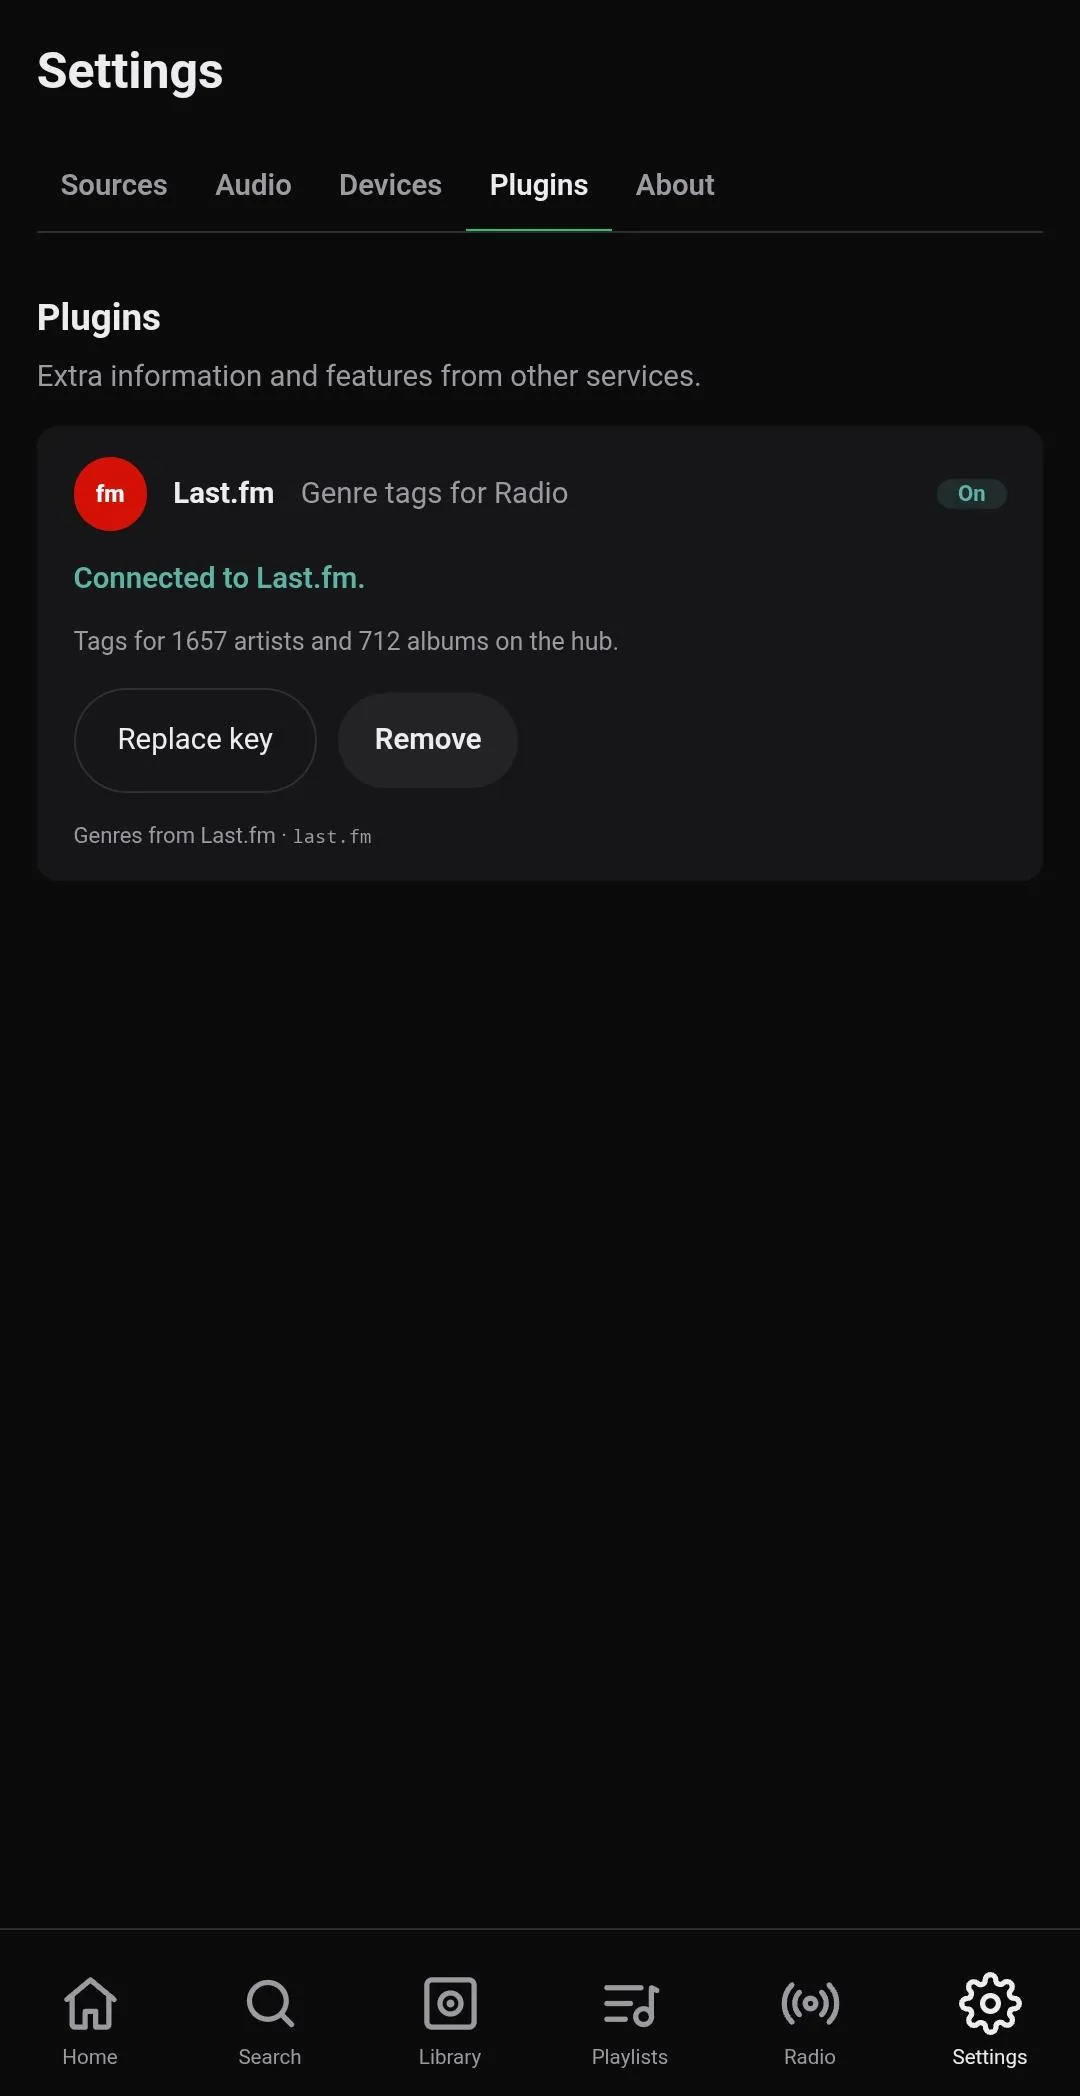 Settings
Sources Audio Devices Plugins About
Plugins
Extra information and features from other services.
fm Last.fm Genre tags for Radio On
Connected to Last.fm.
Tags for 1657 artists and 712 albums on the hub.
Replace key Remove
Genres from Last.fm · last.fm
Home Search Library Playlists Radio Settings